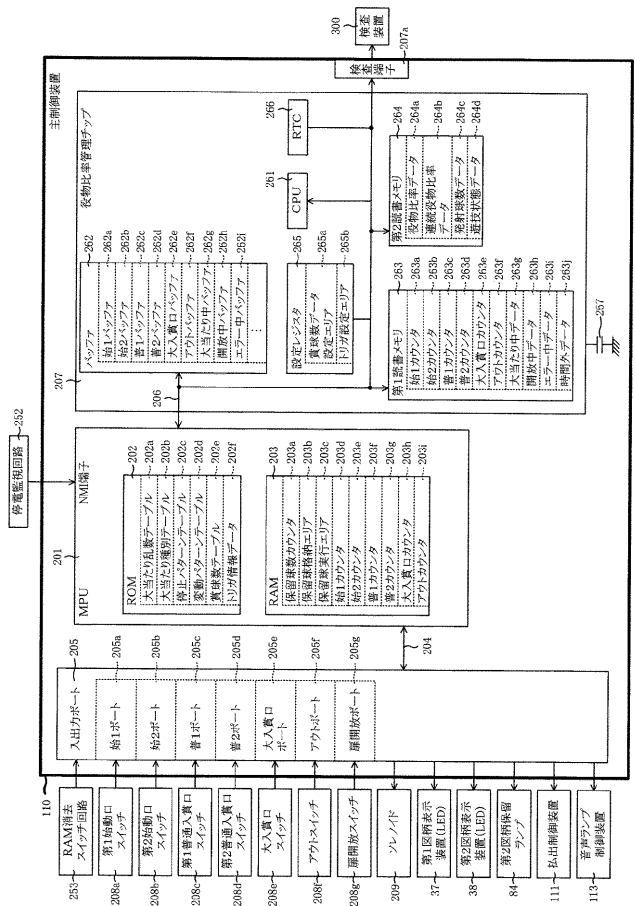 110
主制御装置
253
RAM消去
スイッチ回路
208a
第1始動口
スイッチ
208b
第2始動口
スイッチ
208c
第1普通入賞口
スイッチ
208d
第2普通入賞口
スイッチ
208e
大入賞口
スイッチ
208f
アウトスイッチ
208g
扉開放スイッチ
209
ソレノイド
37
第1図柄表示
装置(LED)
38
第2図柄表示
装置(LED)
84
第2図柄保留
ランプ
111
払出制御装置
113
音声ランプ
制御装置
入出力ポート
205
始1ポート
205a
始2ポート
205b
普1ポート
205c
普2ポート
205d
大入賞口
ポート
205e
アウトポート
205f
扉開放ポート
205g
204
停電監視回路
252
201
MPU
NMI端子
ROM
202
大当たり乱数テーブル
202a
大当たり種別テーブル
202b
停止パターンテーブル
202c
変動パターンテーブル
202d
賞球数テーブル
202e
トリガ情報データ
202f
RAM
203
保留球数カウンタ
203a
保留球格納エリア
203b
保留球実行エリア
203c
始1カウンタ
203d
始2カウンタ
203e
普1カウンタ
203f
普2カウンタ
203g
大入賞口カウンタ
203h
アウトカウンタ
203i
206
207
役物比率管理チップ
バッファ
262
始1バッファ
262a
始2バッファ
262b
普1バッファ
262c
普2バッファ
262d
大入賞口バッファ
262e
アウトバッファ
262f
大当たり中バッファ
262g
開放中バッファ
262h
エラー中バッファ
262i
⋮
設定レジスタ
265
賞球数データ
設定エリア
265a
トリガ設定エリア
265b
第1読書メモリ
263
始1カウンタ
263a
始2カウンタ
263b
普1カウンタ
263c
普2カウンタ
263d
大入賞口カウンタ
263e
アウトカウンタ
263f
大当たり中データ
263g
開放中データ
263h
エラー中データ
263i
時間外データ
263j
267
CPU
261
RTC
266
第2読書メモリ
264
役物比率データ
264a
連続役物比率
データ
264b
発射球数データ
264c
遊技状態データ
264d
検査
端子
207a
検査
装置
300